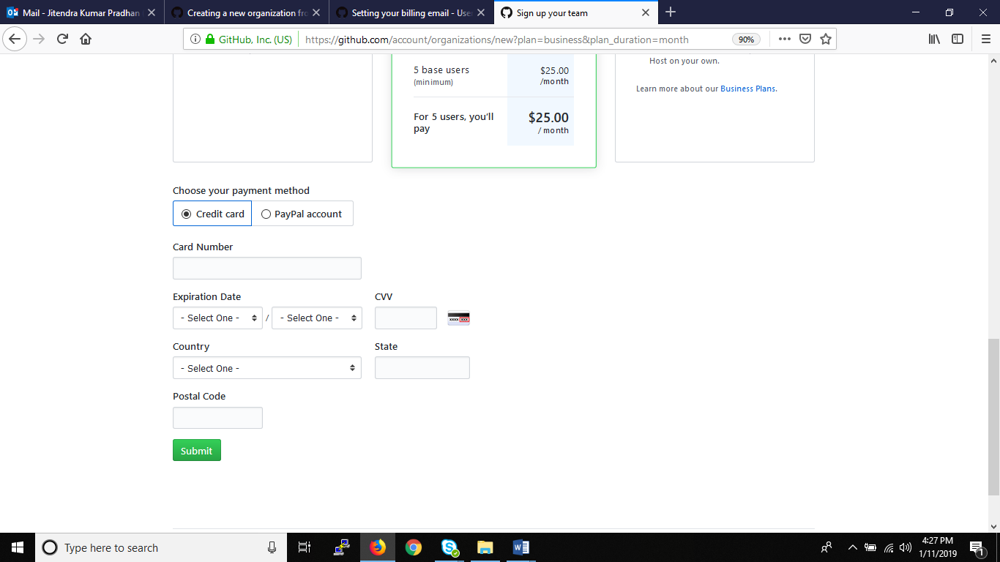 Mail - Jitendra Kumar Pradhan
Creating a new organization fro
Setting your billing email - Use
Sign up your team
GitHub, Inc. (US)
https://github.com/account/organizations/new?plan=business&plan_duration=month
90%
5 base users
(minimum)
$25.00
/month
For 5 users, you'll
pay
$25.00
/ month
Host on your own.
Learn more about our Business Plans.
Choose your payment method
Credit card
PayPal account
Card Number
Expiration Date
CVV
- Select One - / - Select One -
xxxx xxx
Country
State
- Select One -
Postal Code
Submit
Type here to search
4:27 PM
1/11/2019
1